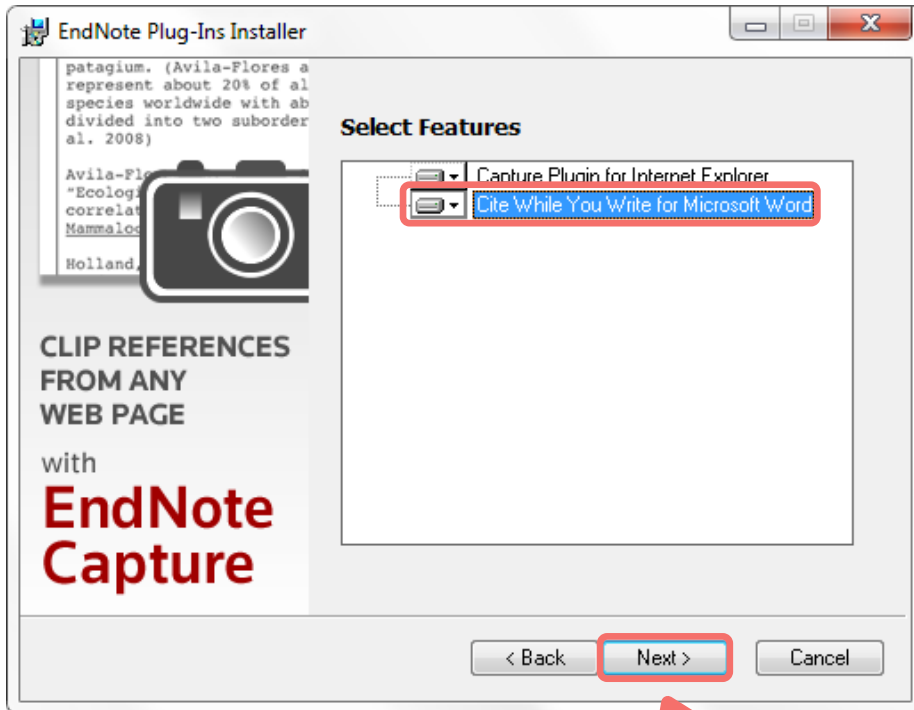 EndNote Plug-Ins Installer
patagium. (Avila-Flores a
represent about 20% of al
species worldwide with ab
divided into two suborder
al. 2008)
Avila-Flo
"Ecologi
correlat
Mammaloc
Holland,
CLIP REFERENCES
FROM ANY
WEB PAGE
with
EndNote
Capture
Select Features
Capture Plugin for Internet Explorer
Cite While You Write for Microsoft Word
< Back
Next >
Cancel